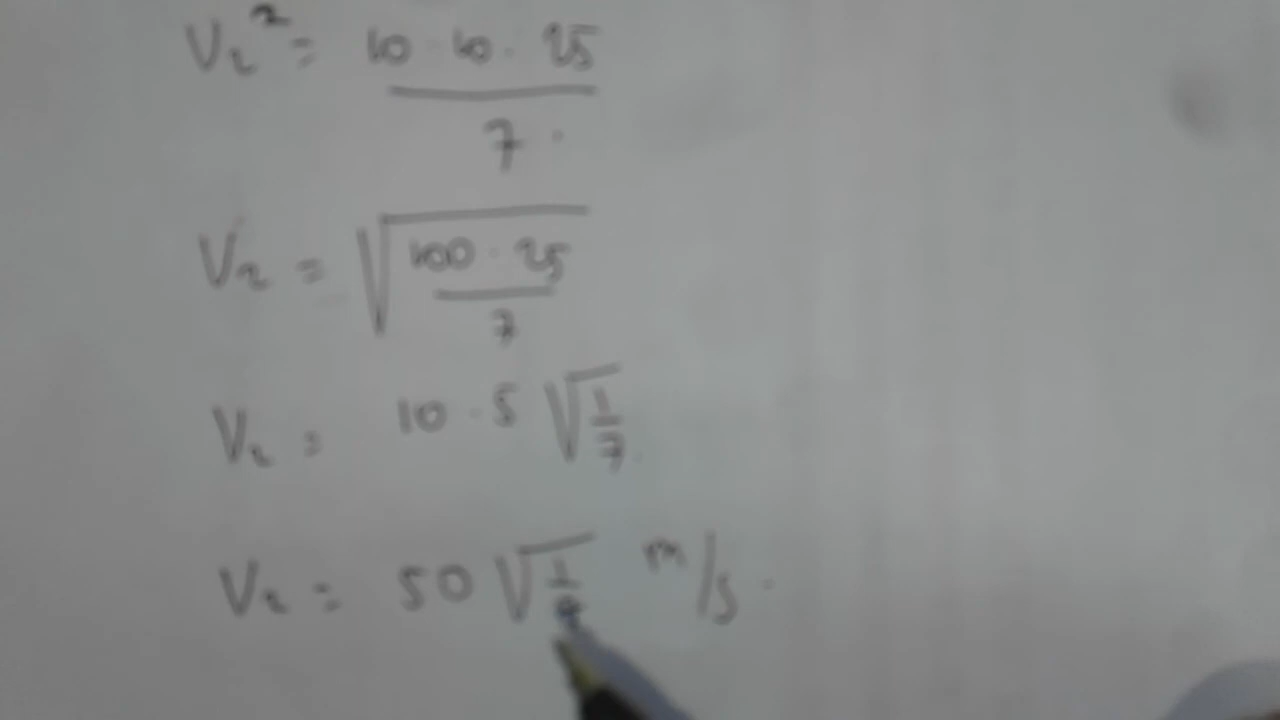 V₂² = 10 · 10 · 25 / 7
V₂ = √(100 · 25 / 7)
V₂ = 10 · 5 √(1/7)
V₂ = 50 √(1/7) m/s